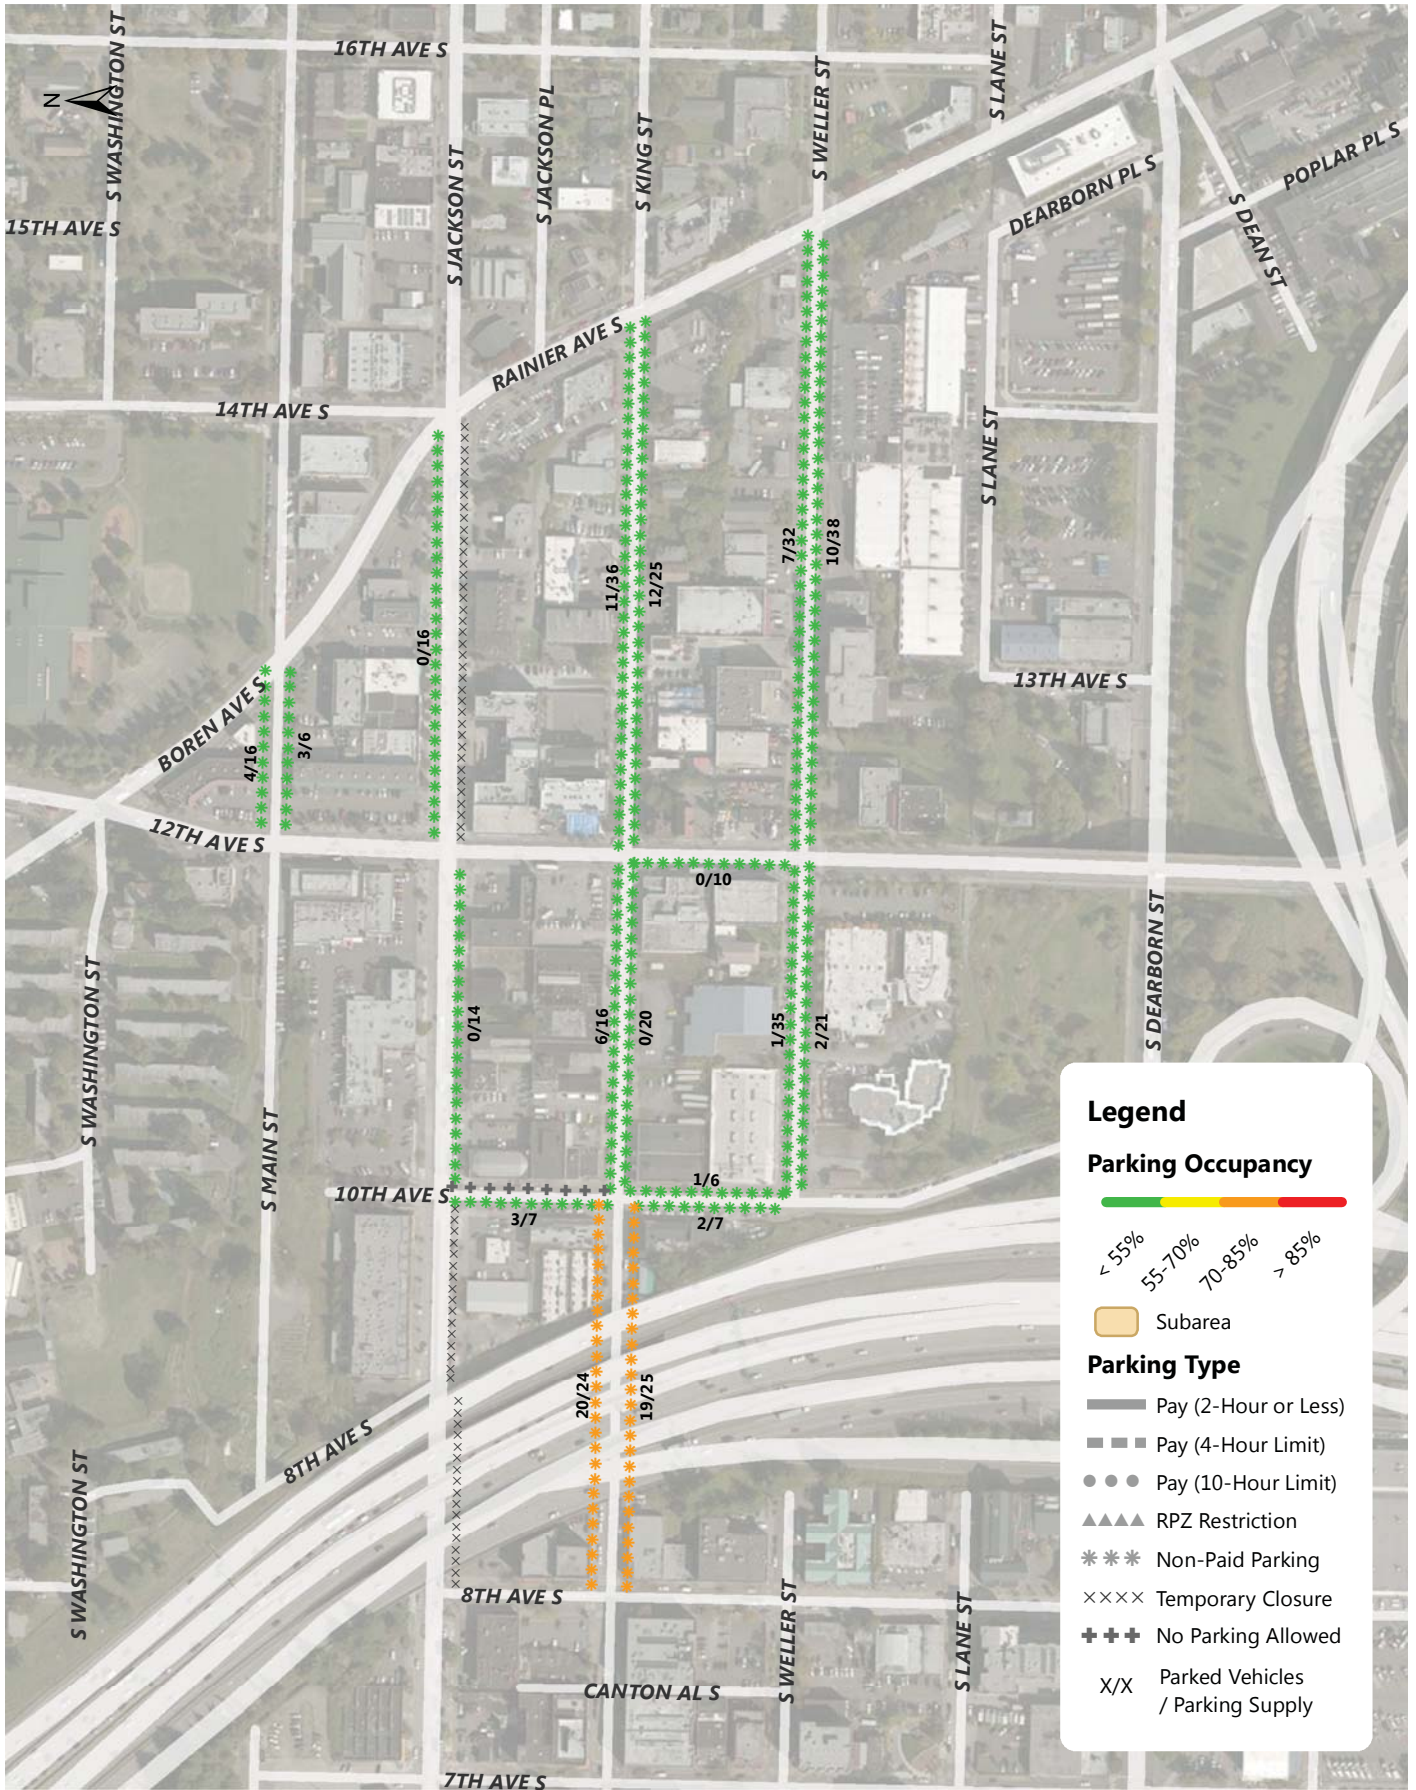 16TH AVE S
S WASHINGTON ST
N
S JACKSON ST
S JACKSON PL
S KING ST
S WELLER ST
S LANE ST
DEARBORN PL S
POPLAR PL S
S DEAN ST
15TH AVE S
RAINIER AVE S
14TH AVE S
S LANE ST
7/32
10/38
11/36
12/25
0/16
13TH AVE S
BOREN AVE S
4/16
3/6
12TH AVE S
0/10
S DEARBORN ST
S WASHINGTON ST
0/14
6/16
0/20
1/35
2/21
S MAIN ST
10TH AVE S
1/6
3/7
2/7
20/24
19/25
8TH AVE S
S WASHINGTON ST
8TH AVE S
S WELLER ST
S LANE ST
CANTON AL S
7TH AVE S
Legend
Parking Occupancy
< 55%
55-70%
70-85%
> 85%
Subarea
Parking Type
Pay (2-Hour or Less)
Pay (4-Hour Limit)
Pay (10-Hour Limit)
RPZ Restriction
Non-Paid Parking
Temporary Closure
No Parking Allowed
X/X
Parked Vehicles
/ Parking Supply